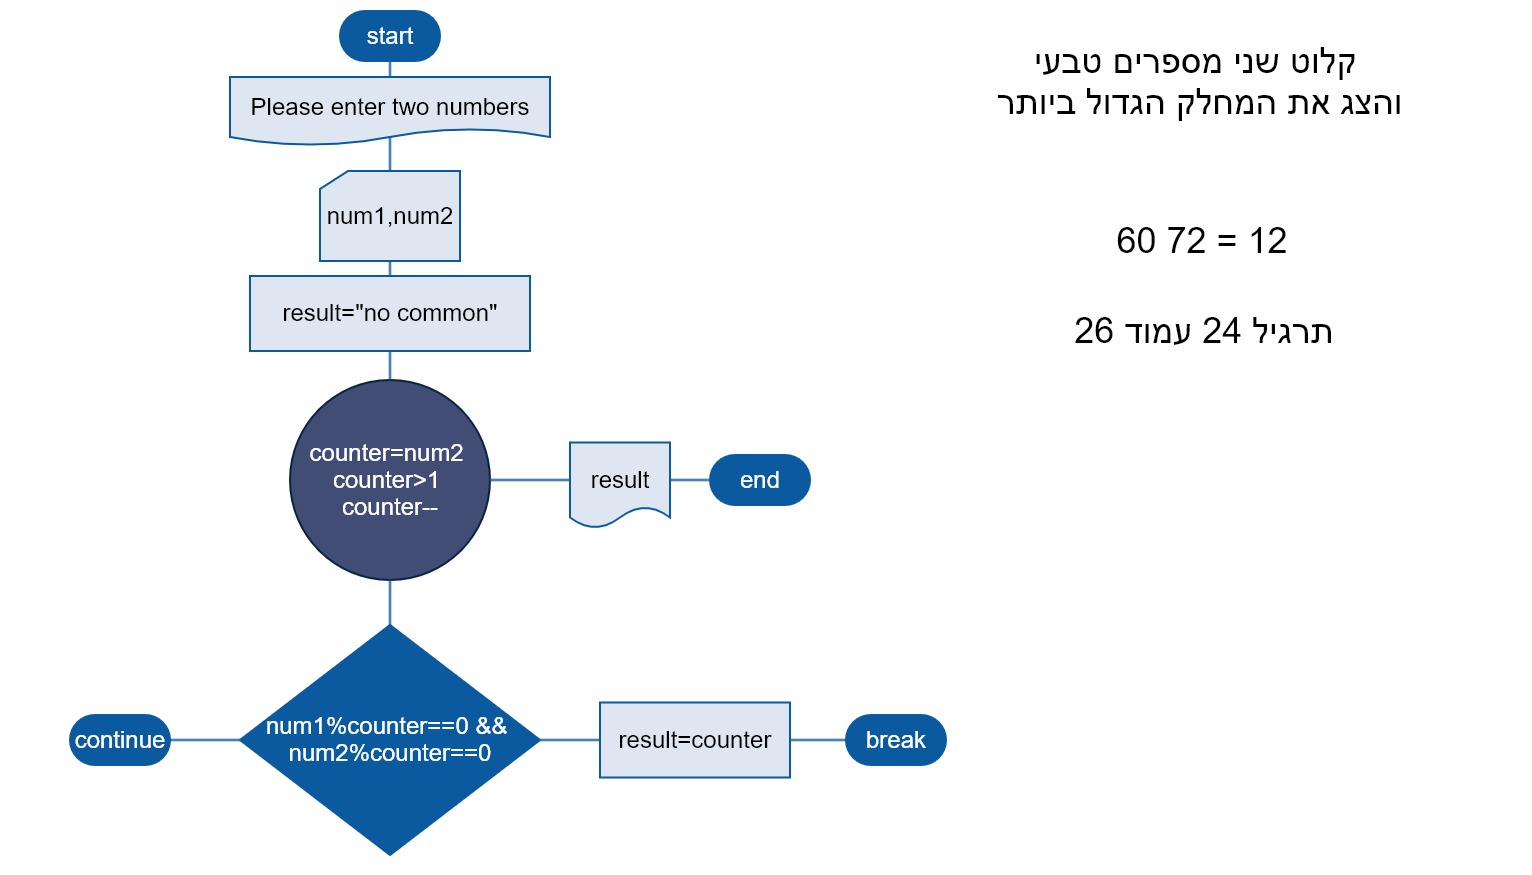 start
Please enter two numbers
num1,num2
result="no common"
counter=num2
counter>1
counter--
result
end
num1%counter==0 &&
num2%counter==0
continue
result=counter
break
קלוט שני מספרים טבעי
והצג את המחלק הגדול ביותר
60 72 = 12
תרגיל 24 עמוד 26